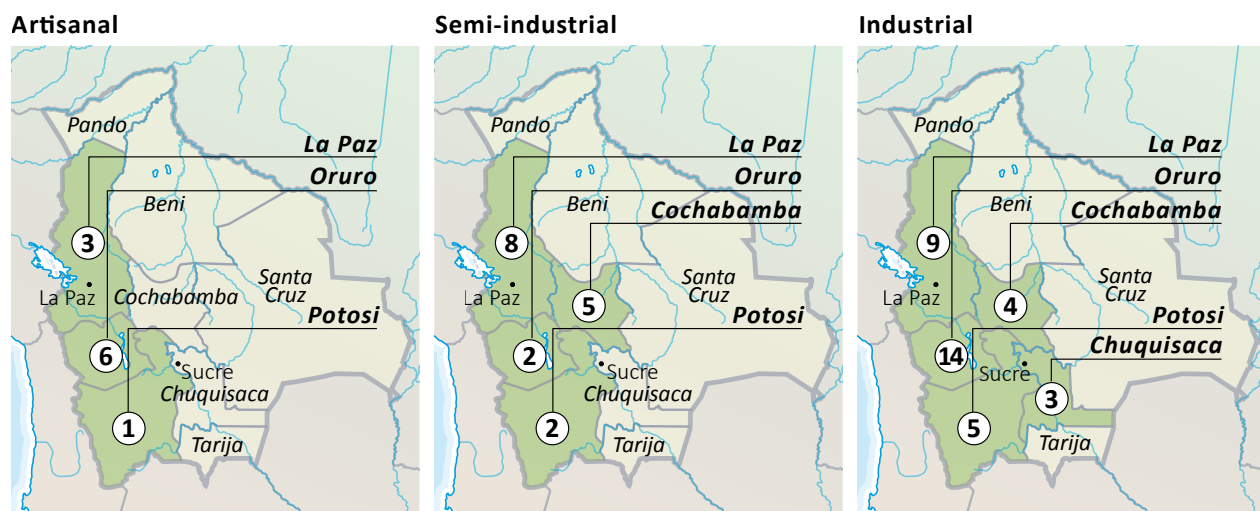 Artisanal
Pando
La Paz
Oruro
Beni
3
La Paz
Cochabamba
Santa
Cruz
Potosi
6
Sucre
Chuquisaca
1
Tarija
Semi-industrial
Pando
La Paz
Oruro
Beni
Cochabamba
8
La Paz
5
Santa
Cruz
Potosi
2
Sucre
Chuquisaca
2
Tarija
Industrial
Pando
La Paz
Oruro
Beni
Cochabamba
9
La Paz
4
Santa
Cruz
Potosi
Chuquisaca
14
Sucre
3
5
Tarija